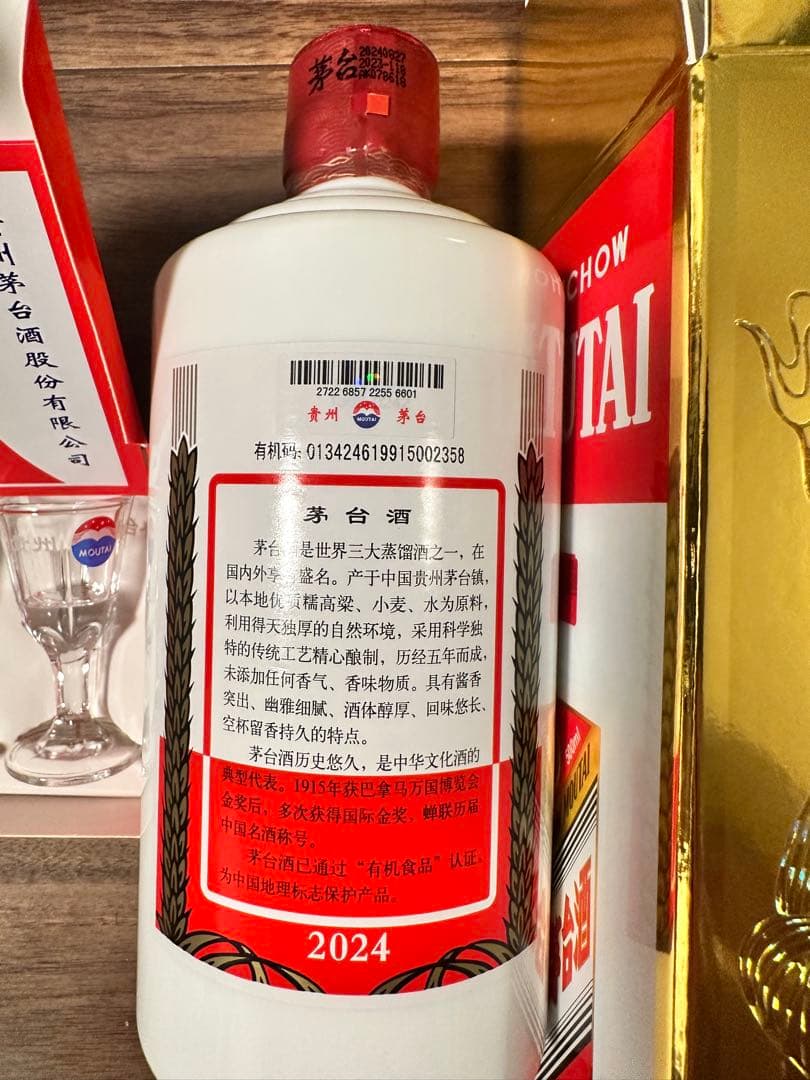 茅台
20240827
2023-118
AK078618
州茅台酒股份有限公司
MOUTAI
CHOW
UTAI
2722 6857 2255 6601
贵州 MOUTAI 茅台
有机码: 013424619915002358
茅台酒
茅台 是世界三大蒸馏酒之一，在
国内外享 盛名。产于中国贵州茅台镇，
以本地优质糯高粱、小麦、水为原料，
利用得天独厚的自然环境，采用科学独
特的传统工艺精心酿制，历经五年而成，
未添加任何香气、香味物质。具有酱香
突出、幽雅细腻、酒体醇厚、回味悠长、
空杯留香持久的特点。
茅台酒历史悠久，是中华文化酒的
典型代表。1915年获巴拿马万国博览会
金奖后，多次获得国际金奖、蝉联历届
中国名酒称号。
茅台酒已通过“有机食品”认证。
为中国地理标志保护产品。
2024
MOUTAI
台酒